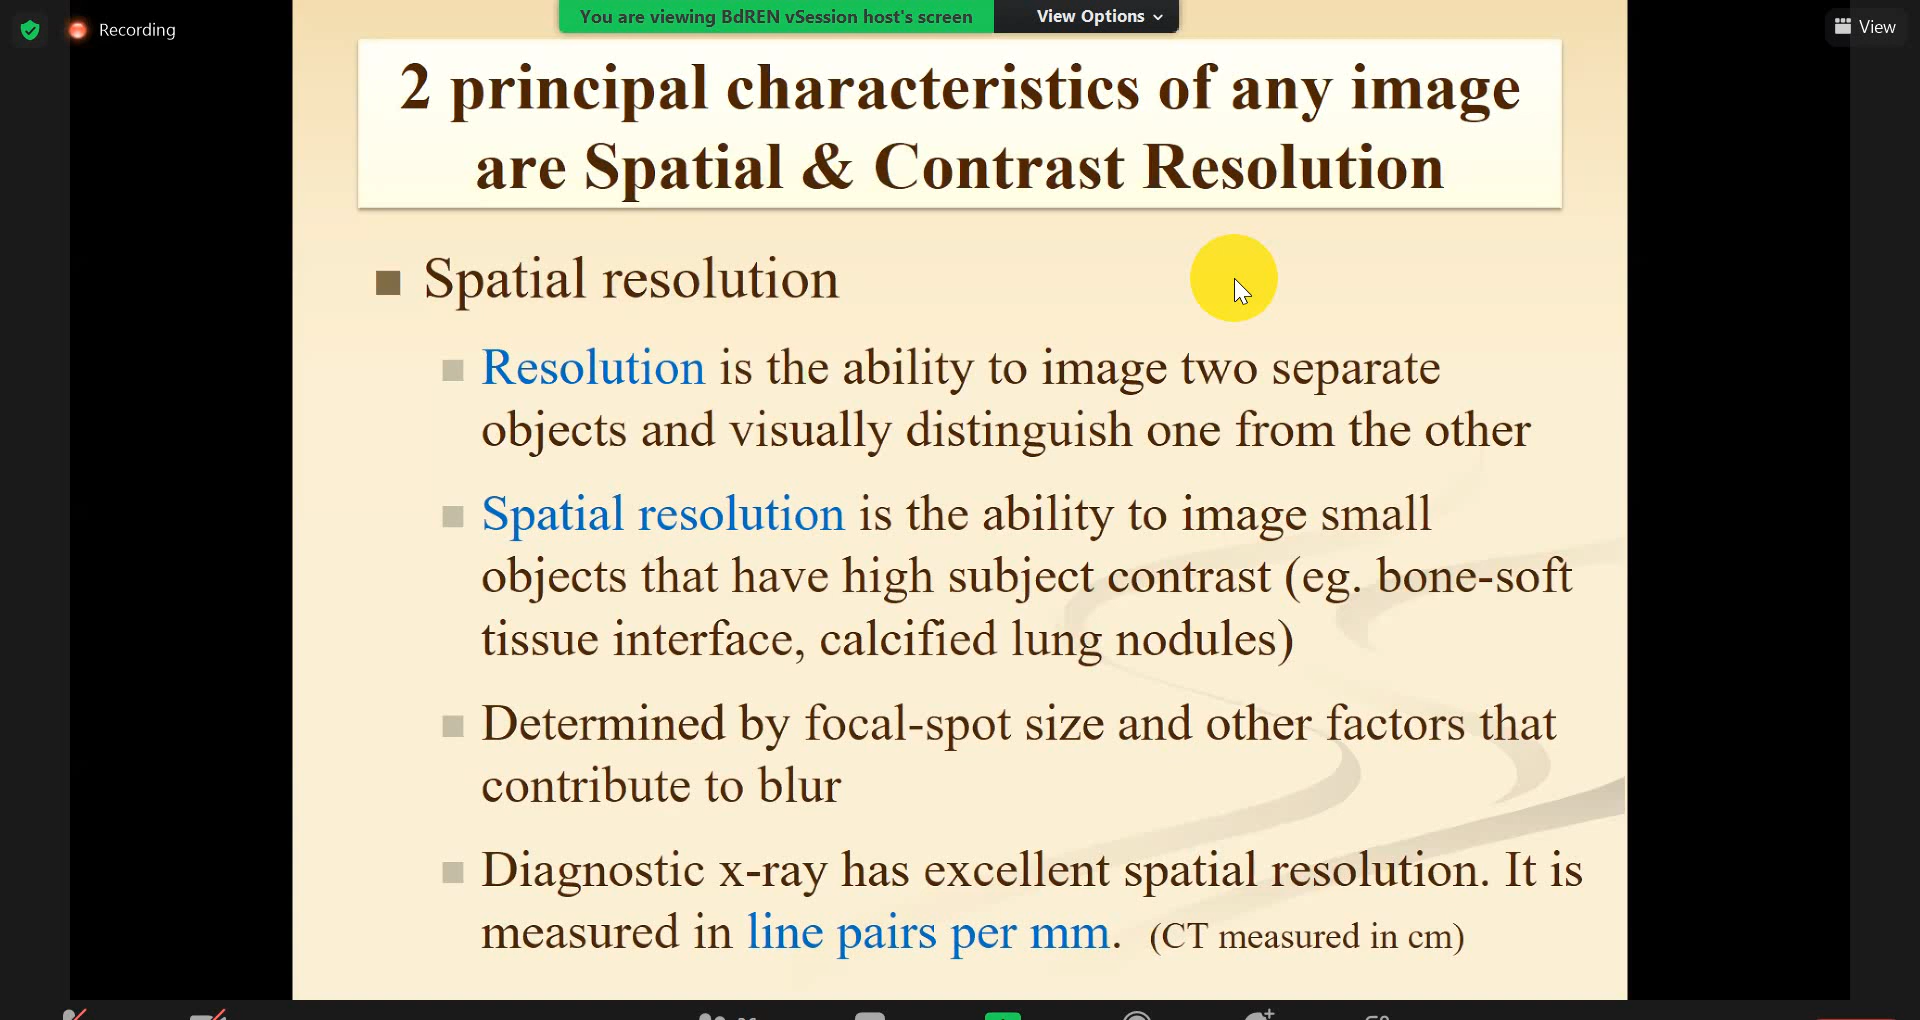 Recording
You are viewing BdREN vSession host's screen
View Options
View
2 principal characteristics of any image
are Spatial & Contrast Resolution
Spatial resolution
Resolution is the ability to image two separate
objects and visually distinguish one from the other
Spatial resolution is the ability to image small
objects that have high subject contrast (eg. bone-soft
tissue interface, calcified lung nodules)
Determined by focal-spot size and other factors that
contribute to blur
Diagnostic x-ray has excellent spatial resolution. It is
measured in line pairs per mm. (CT measured in cm)